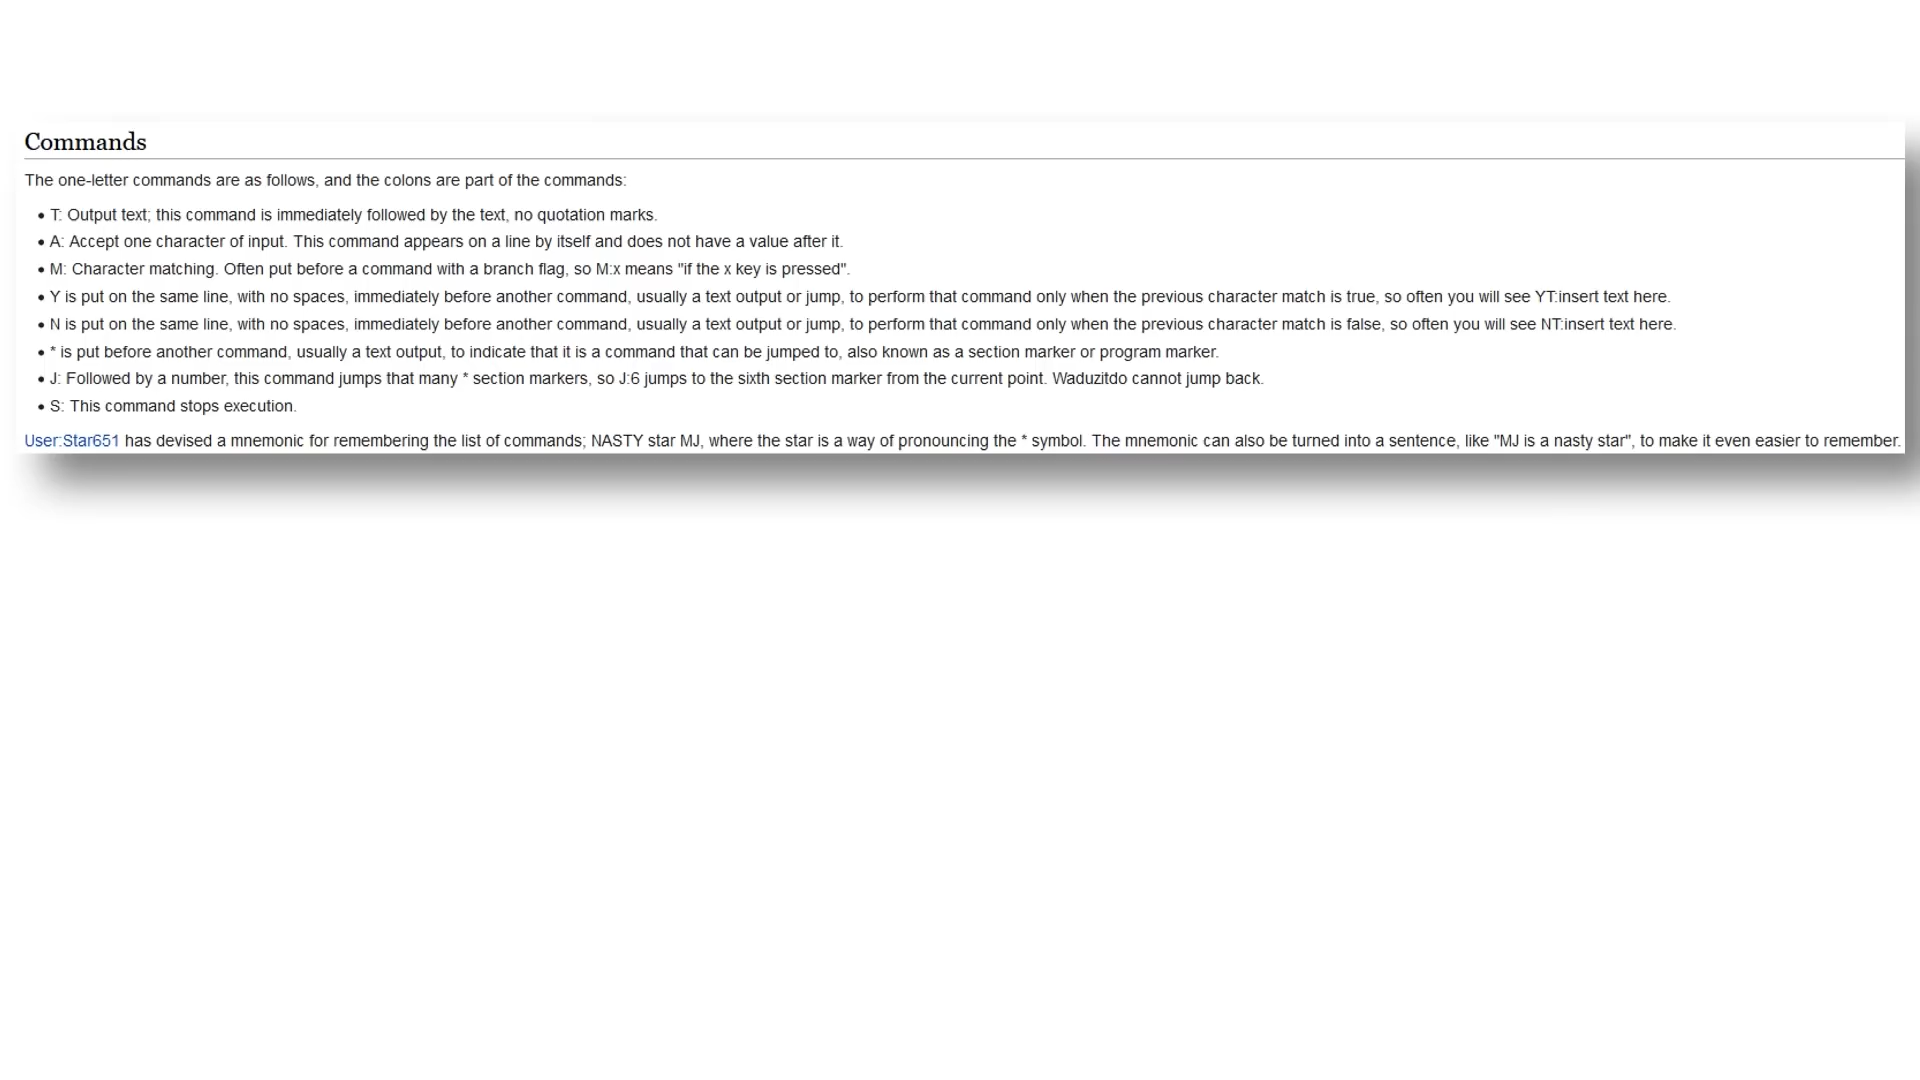 Commands
The one-letter commands are as follows, and the colons are part of the commands:
• T: Output text; this command is immediately followed by the text, no quotation marks.
• A: Accept one character of input. This command appears on a line by itself and does not have a value after it.
• M: Character matching. Often put before a command with a branch flag, so M:x means "if the x key is pressed".
• Y is put on the same line, with no spaces, immediately before another command, usually a text output or jump, to perform that command only when the previous character match is true, so often you will see YT:insert text here.
• N is put on the same line, with no spaces, immediately before another command, usually a text output or jump, to perform that command only when the previous character match is false, so often you will see NT:insert text here.
• * is put before another command, usually a text output, to indicate that it is a command that can be jumped to, also known as a section marker or program marker.
• J: Followed by a number, this command jumps that many * section markers, so J:6 jumps to the sixth section marker from the current point. Waduzitdo cannot jump back.
• S: This command stops execution.
User:Star651 has devised a mnemonic for remembering the list of commands; NASTY star MJ, where the star is a way of pronouncing the * symbol. The mnemonic can also be turned into a sentence, like "MJ is a nasty star", to make it even easier to remember.